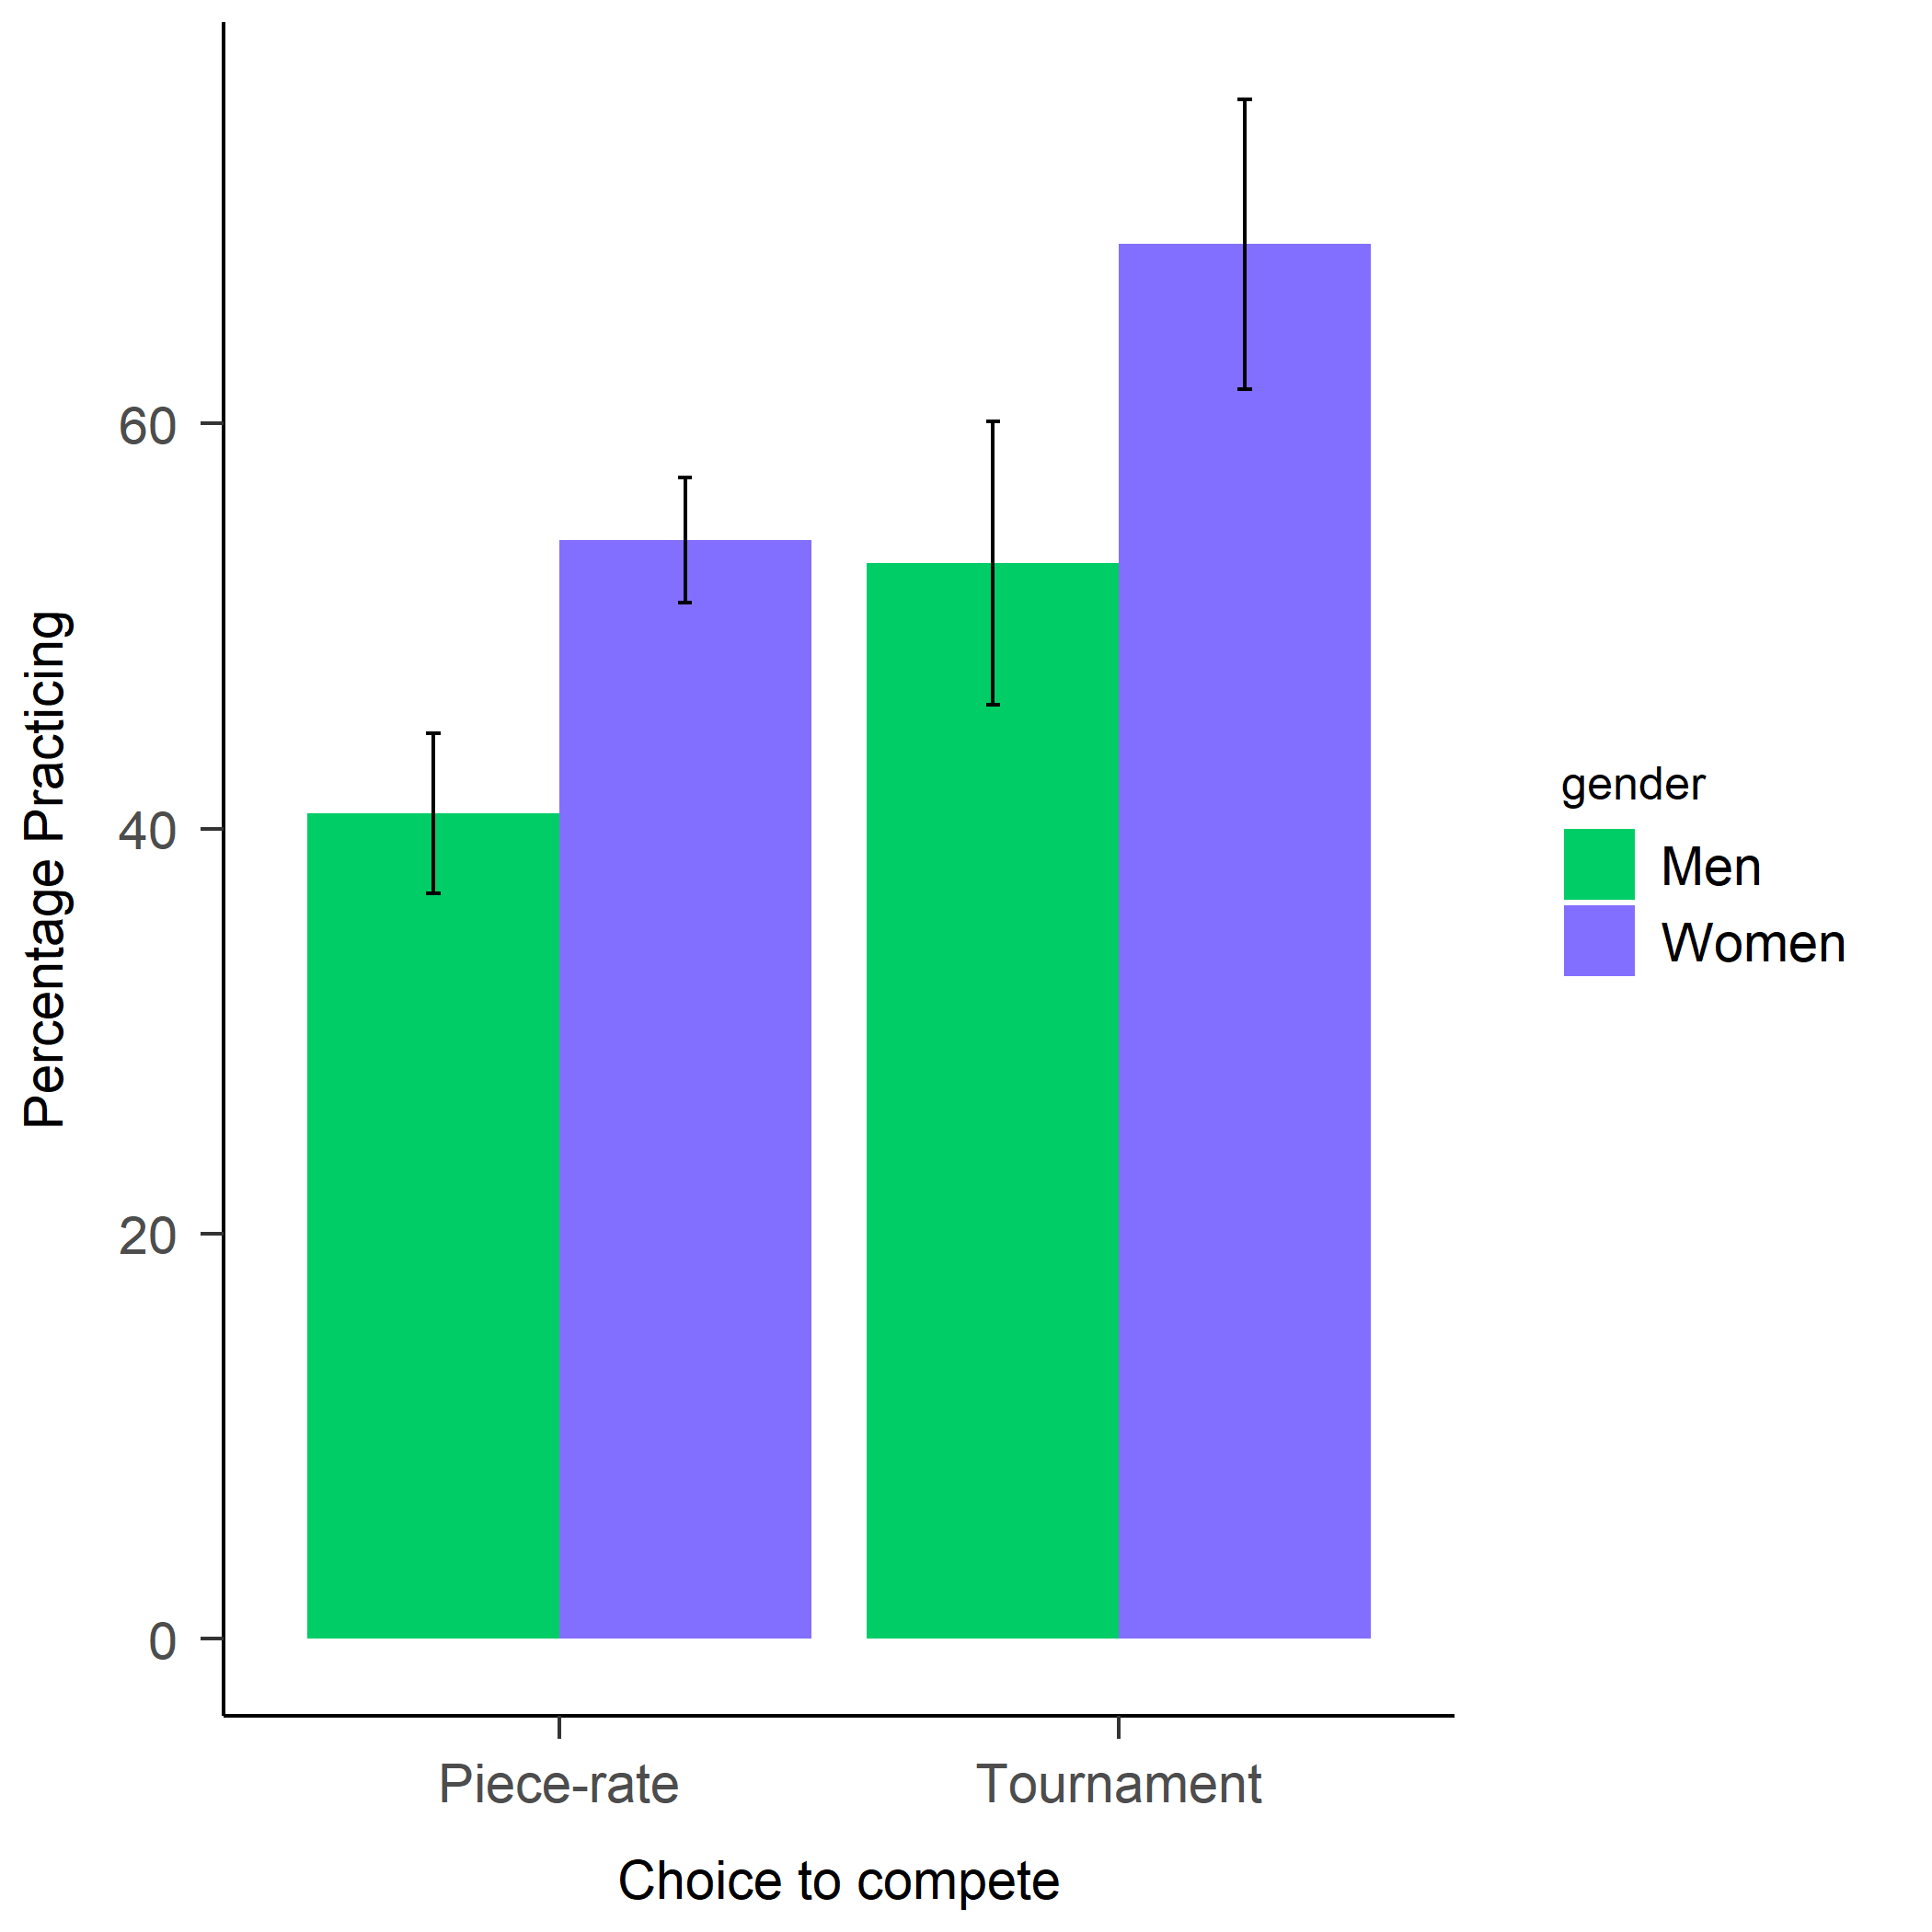 Percentage Practicing
60
40
20
0
Piece-rate
Tournament
Choice to compete
gender
Men
Women